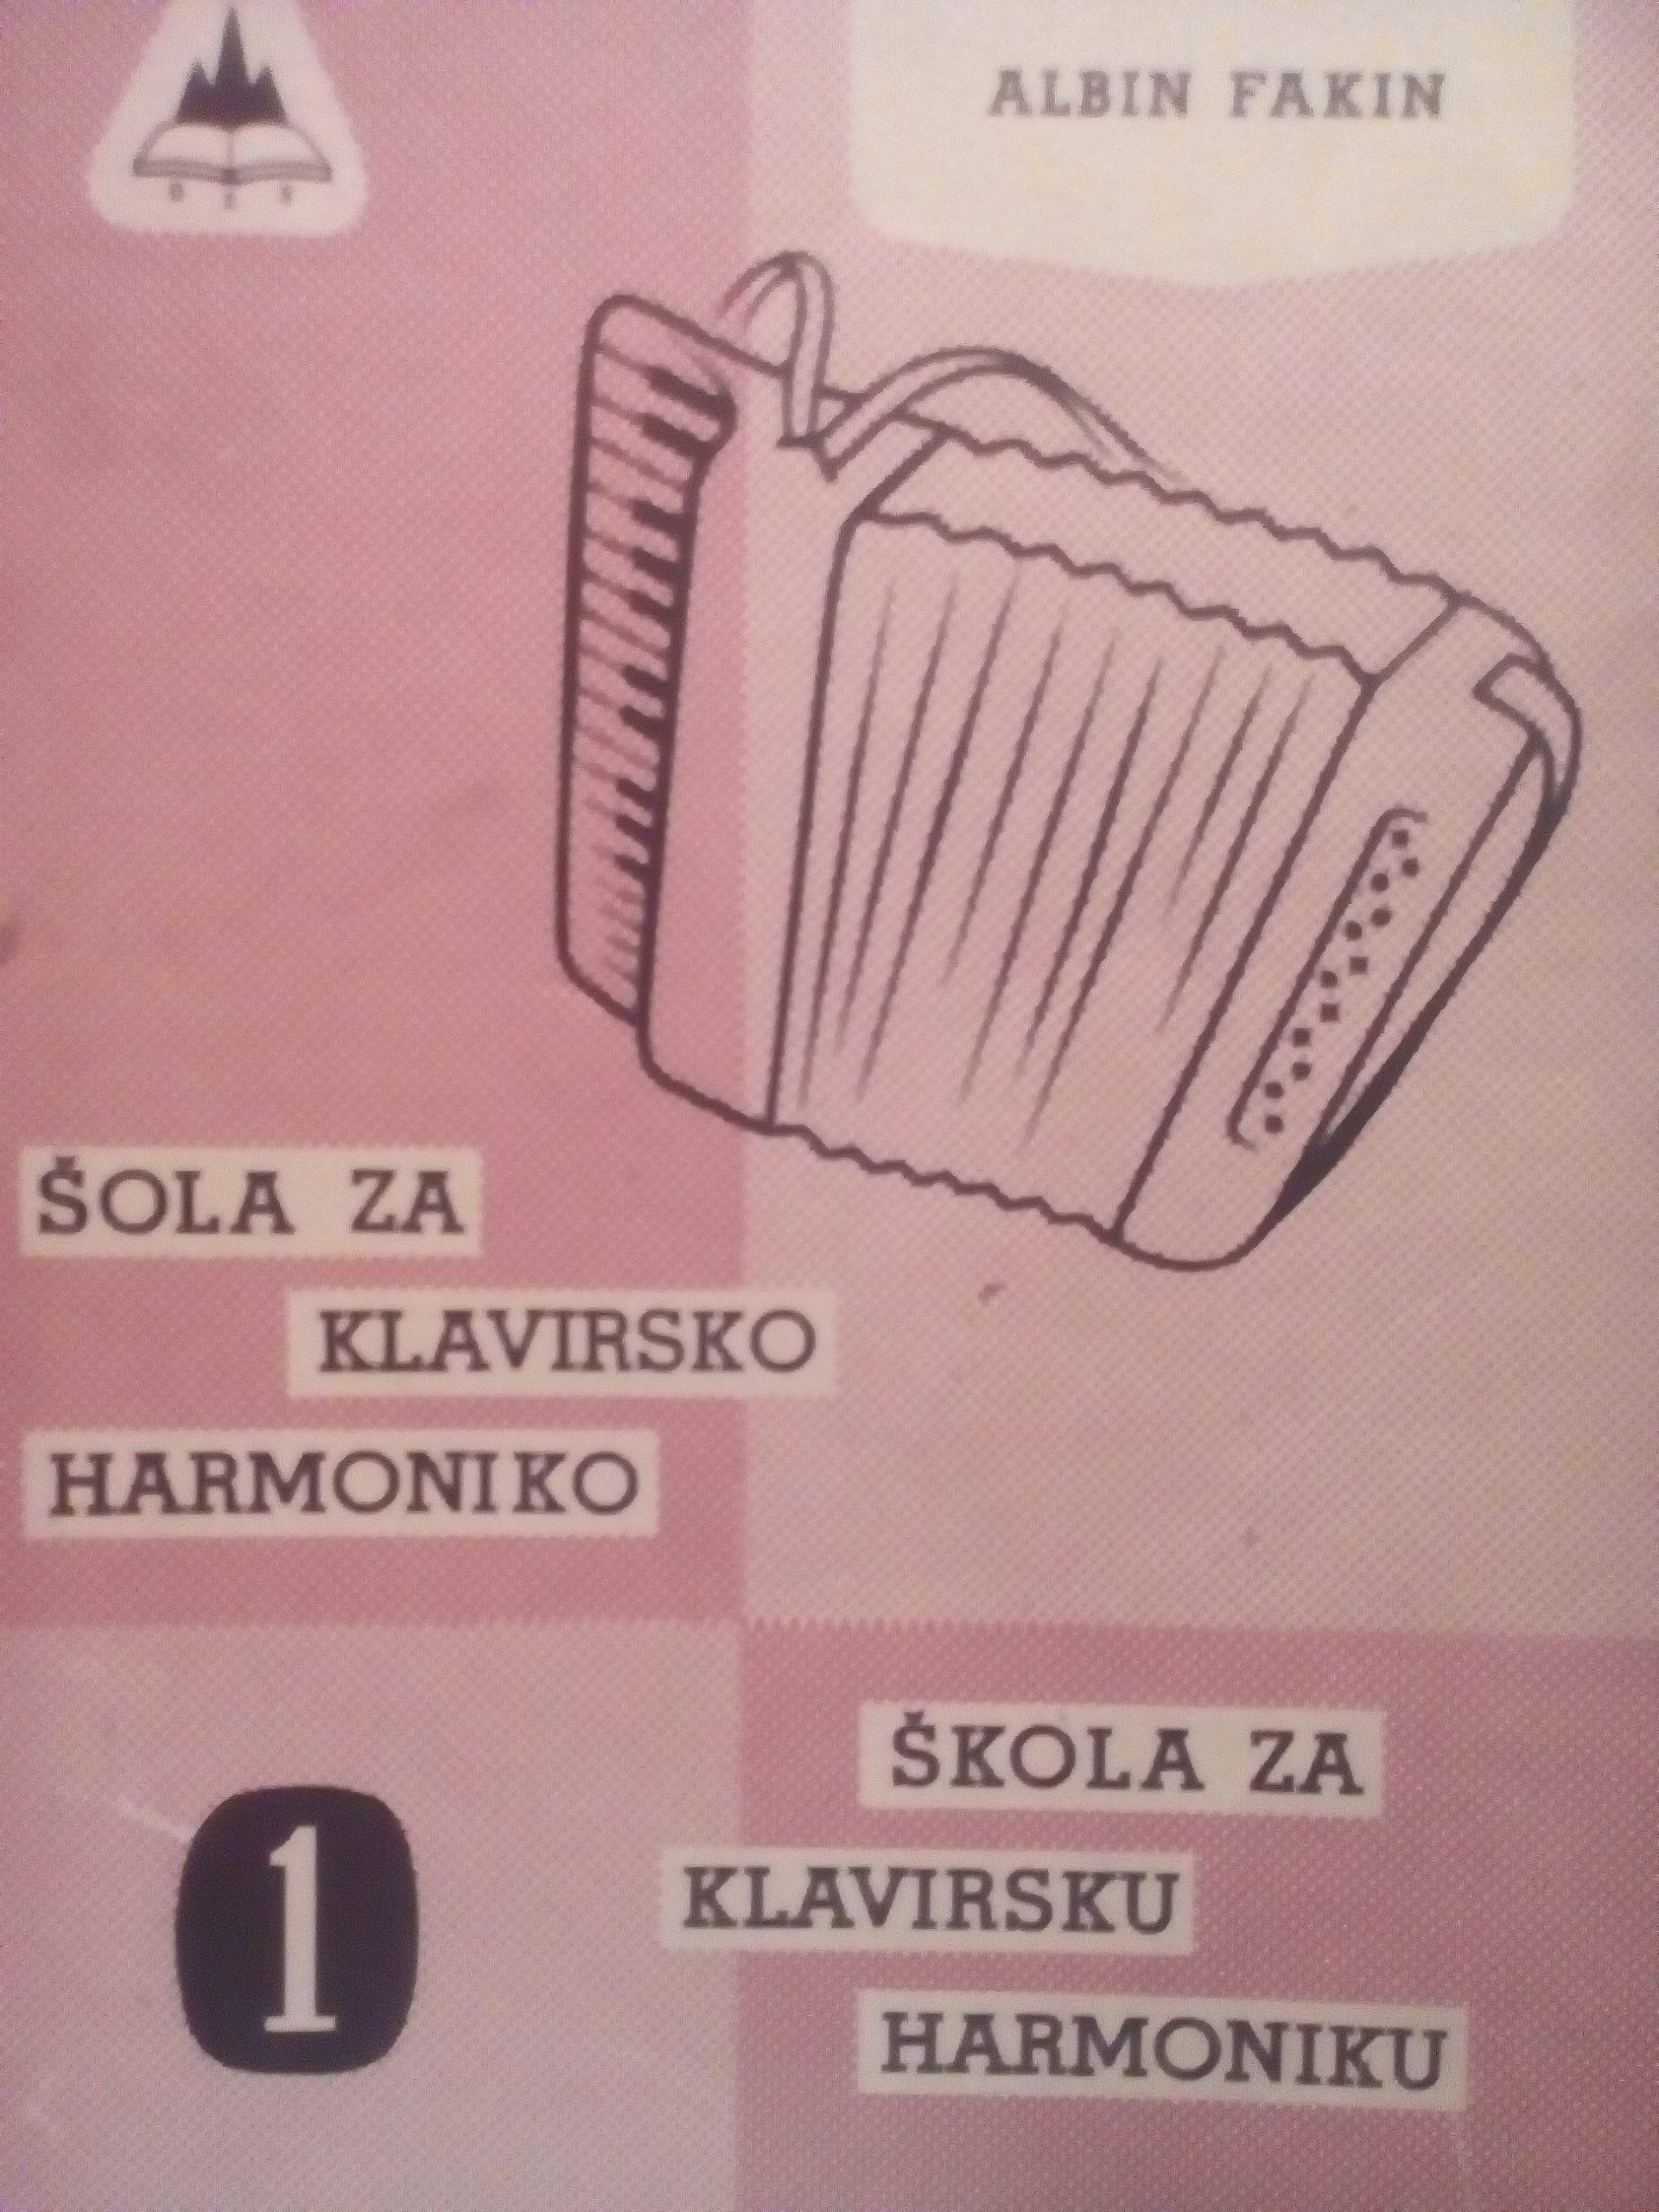 ALBIN FAKIN
D Z S
ŠOLA ZA
KLAVIRSKO
HARMONIKO
1
ŠKOLA ZA
KLAVIRSKU
HARMONIKU